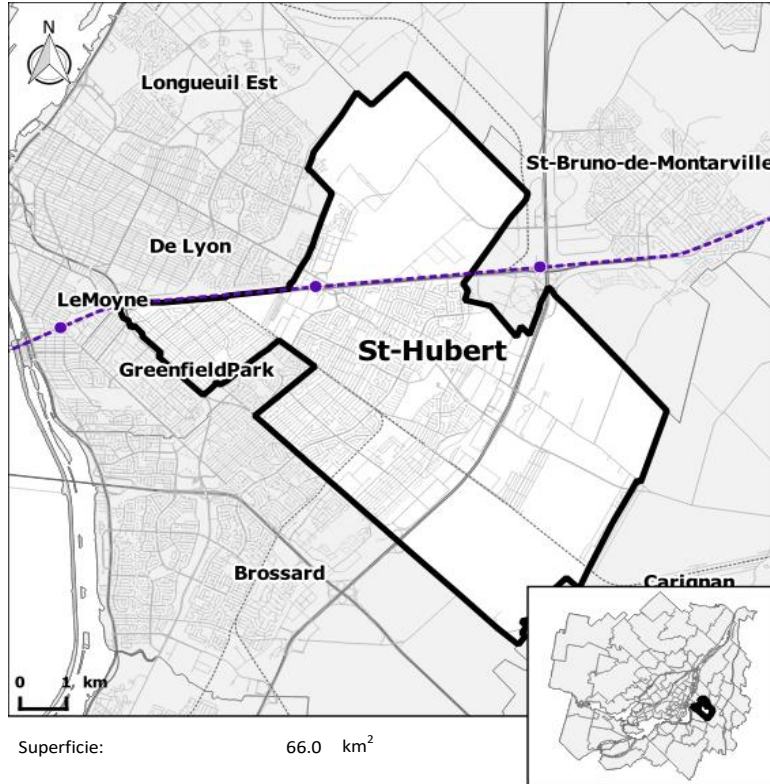 N
Longueuil Est
St-Bruno-de-Montarville
De Lyon
LeMoyne
St-Hubert
GreenfieldPark
Brossard
Carignan
0 1 km
Superficie: 66.0 km²